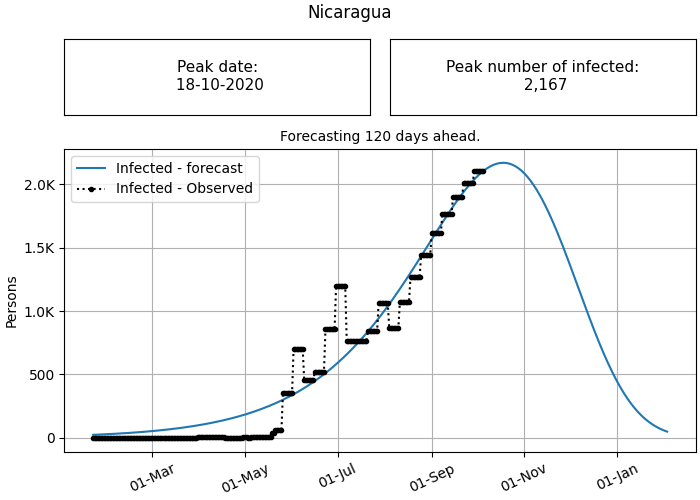 Nicaragua
Peak date:
18-10-2020
Peak number of infected:
2,167
Forecasting 120 days ahead.
Infected - forecast
Infected - Observed
2.0K
1.5K
1.0K
500
0
Persons
01-Mar
01-May
01-Jul
01-Sep
01-Nov
01-Jan